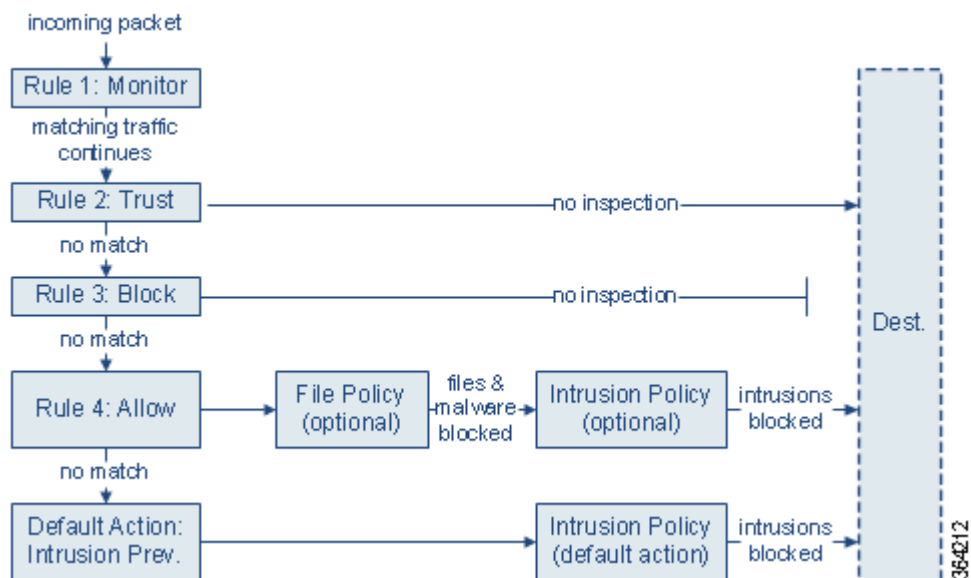 incoming packet
Rule 1: Monitor
matching traffic
continues
Rule 2: Trust
no inspection
no match
Rule 3: Block
no inspection
no match
Dest.
Rule 4: Allow
File Policy
(optional)
files &
malware
blocked
Intrusion Policy
(optional)
intrusions
blocked
no match
Default Action:
Intrusion Prev.
Intrusion Policy
(default action)
intrusions
blocked
364212